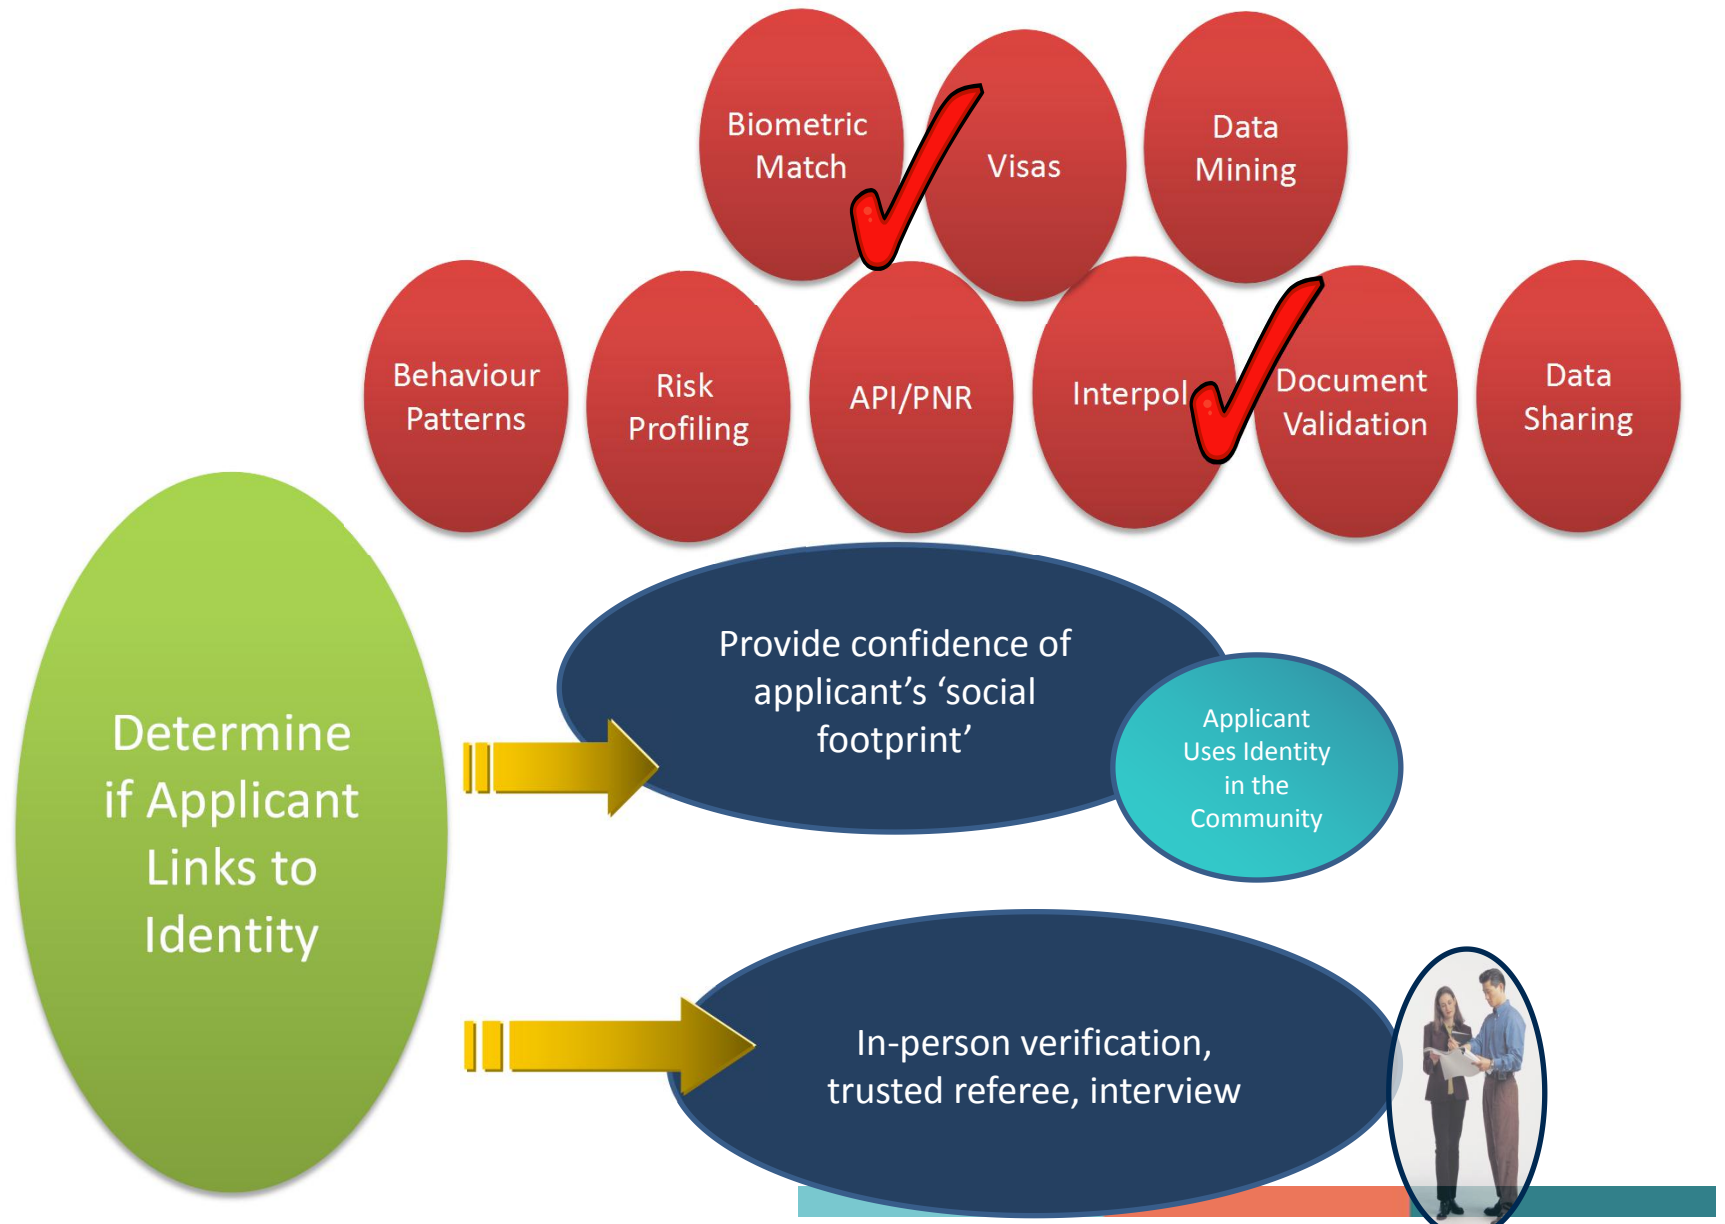 Biometric
Match
Visas
Data
Mining
Behaviour
Patterns
Risk
Profiling
API/PNR
Interpol
Document
Validation
Data
Sharing
Determine
if Applicant
Links to
Identity
Provide confidence of
applicant’s ‘social
footprint’
Applicant
Uses Identity
in the
Community
In-person verification,
trusted referee, interview